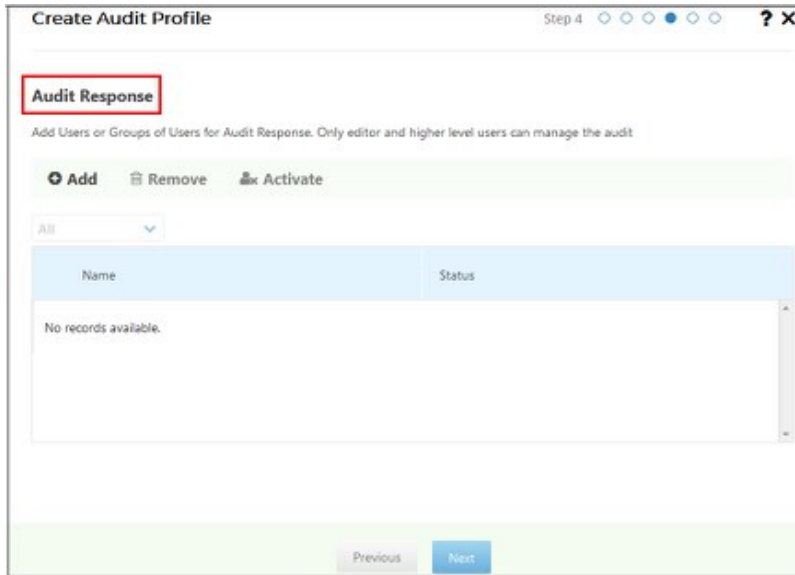 Create Audit Profile Step 4 ? X
Audit Response
Add Users or Groups of Users for Audit Response. Only editor and higher level users can manage the audit
Add Remove Activate
All
Name Status
No records available.
Previous Next